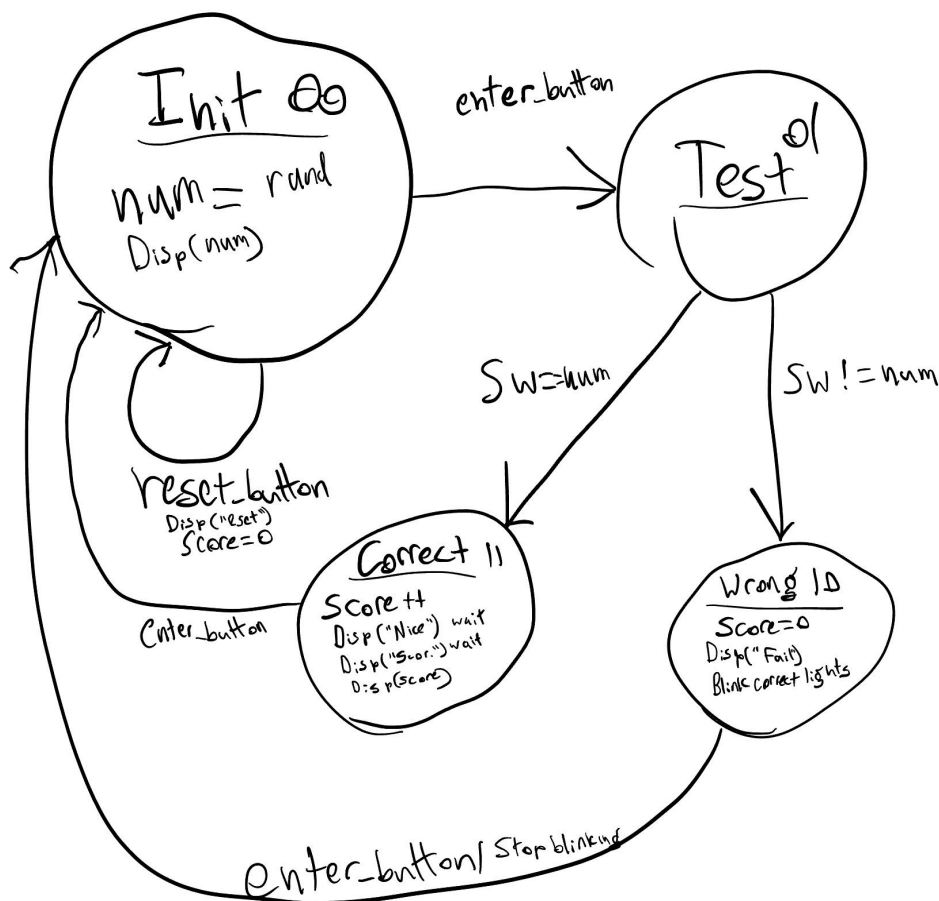 Init 00
num = rand
Disp(num)
enter_button
Test 01
Sw==num
Sw!=num
reset_button
Disp("reset")
Score=0
Correct 11
Score++
Disp("Nice") wait
Disp("Scor.") wait
Disp(score)
Wrong 10
Score=0
Disp("Fail")
Blink correct lights
Enter_button
enter_button/ Stop blinking